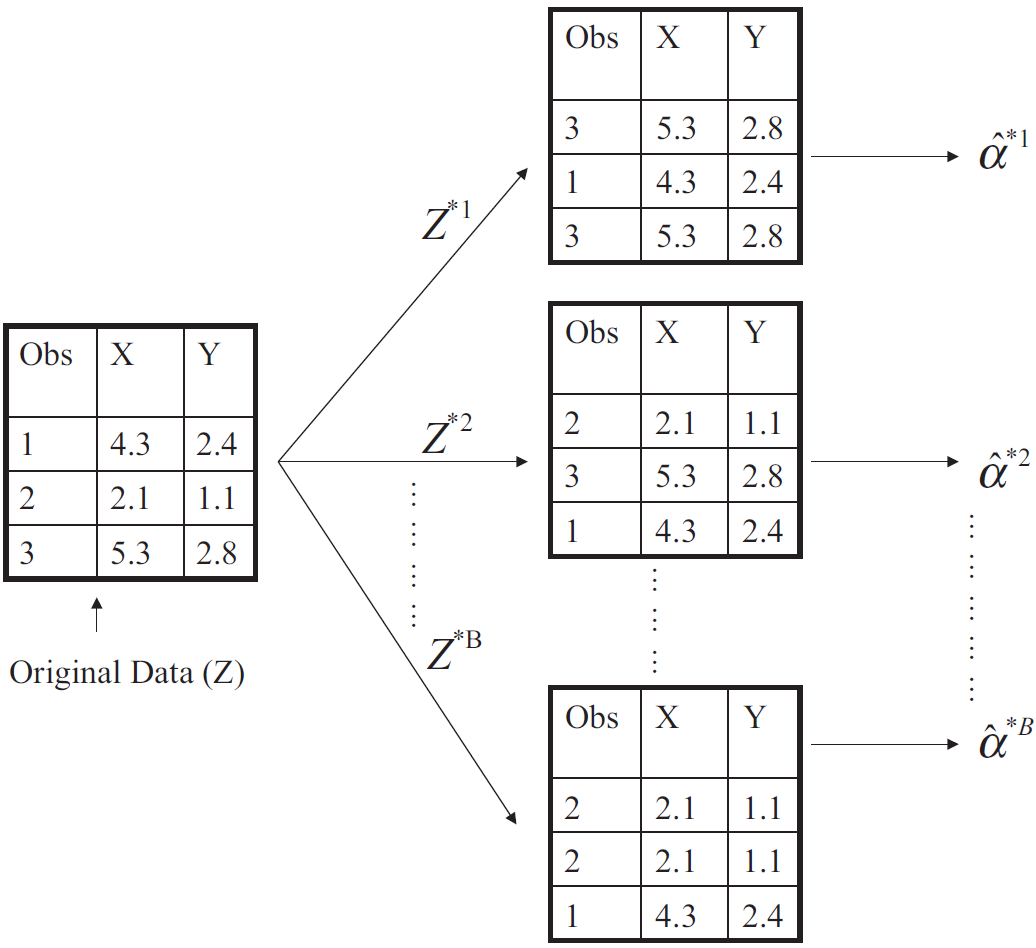 Obs X Y
3 5.3 2.8
1 4.3 2.4
3 5.3 2.8
α̂*1
Z*1
Obs X Y
1 4.3 2.4
2 2.1 1.1
3 5.3 2.8
Original Data (Z)
Z*2
Obs X Y
2 2.1 1.1
3 5.3 2.8
1 4.3 2.4
α̂*2
Z*B
Obs X Y
2 2.1 1.1
2 2.1 1.1
1 4.3 2.4
α̂*B